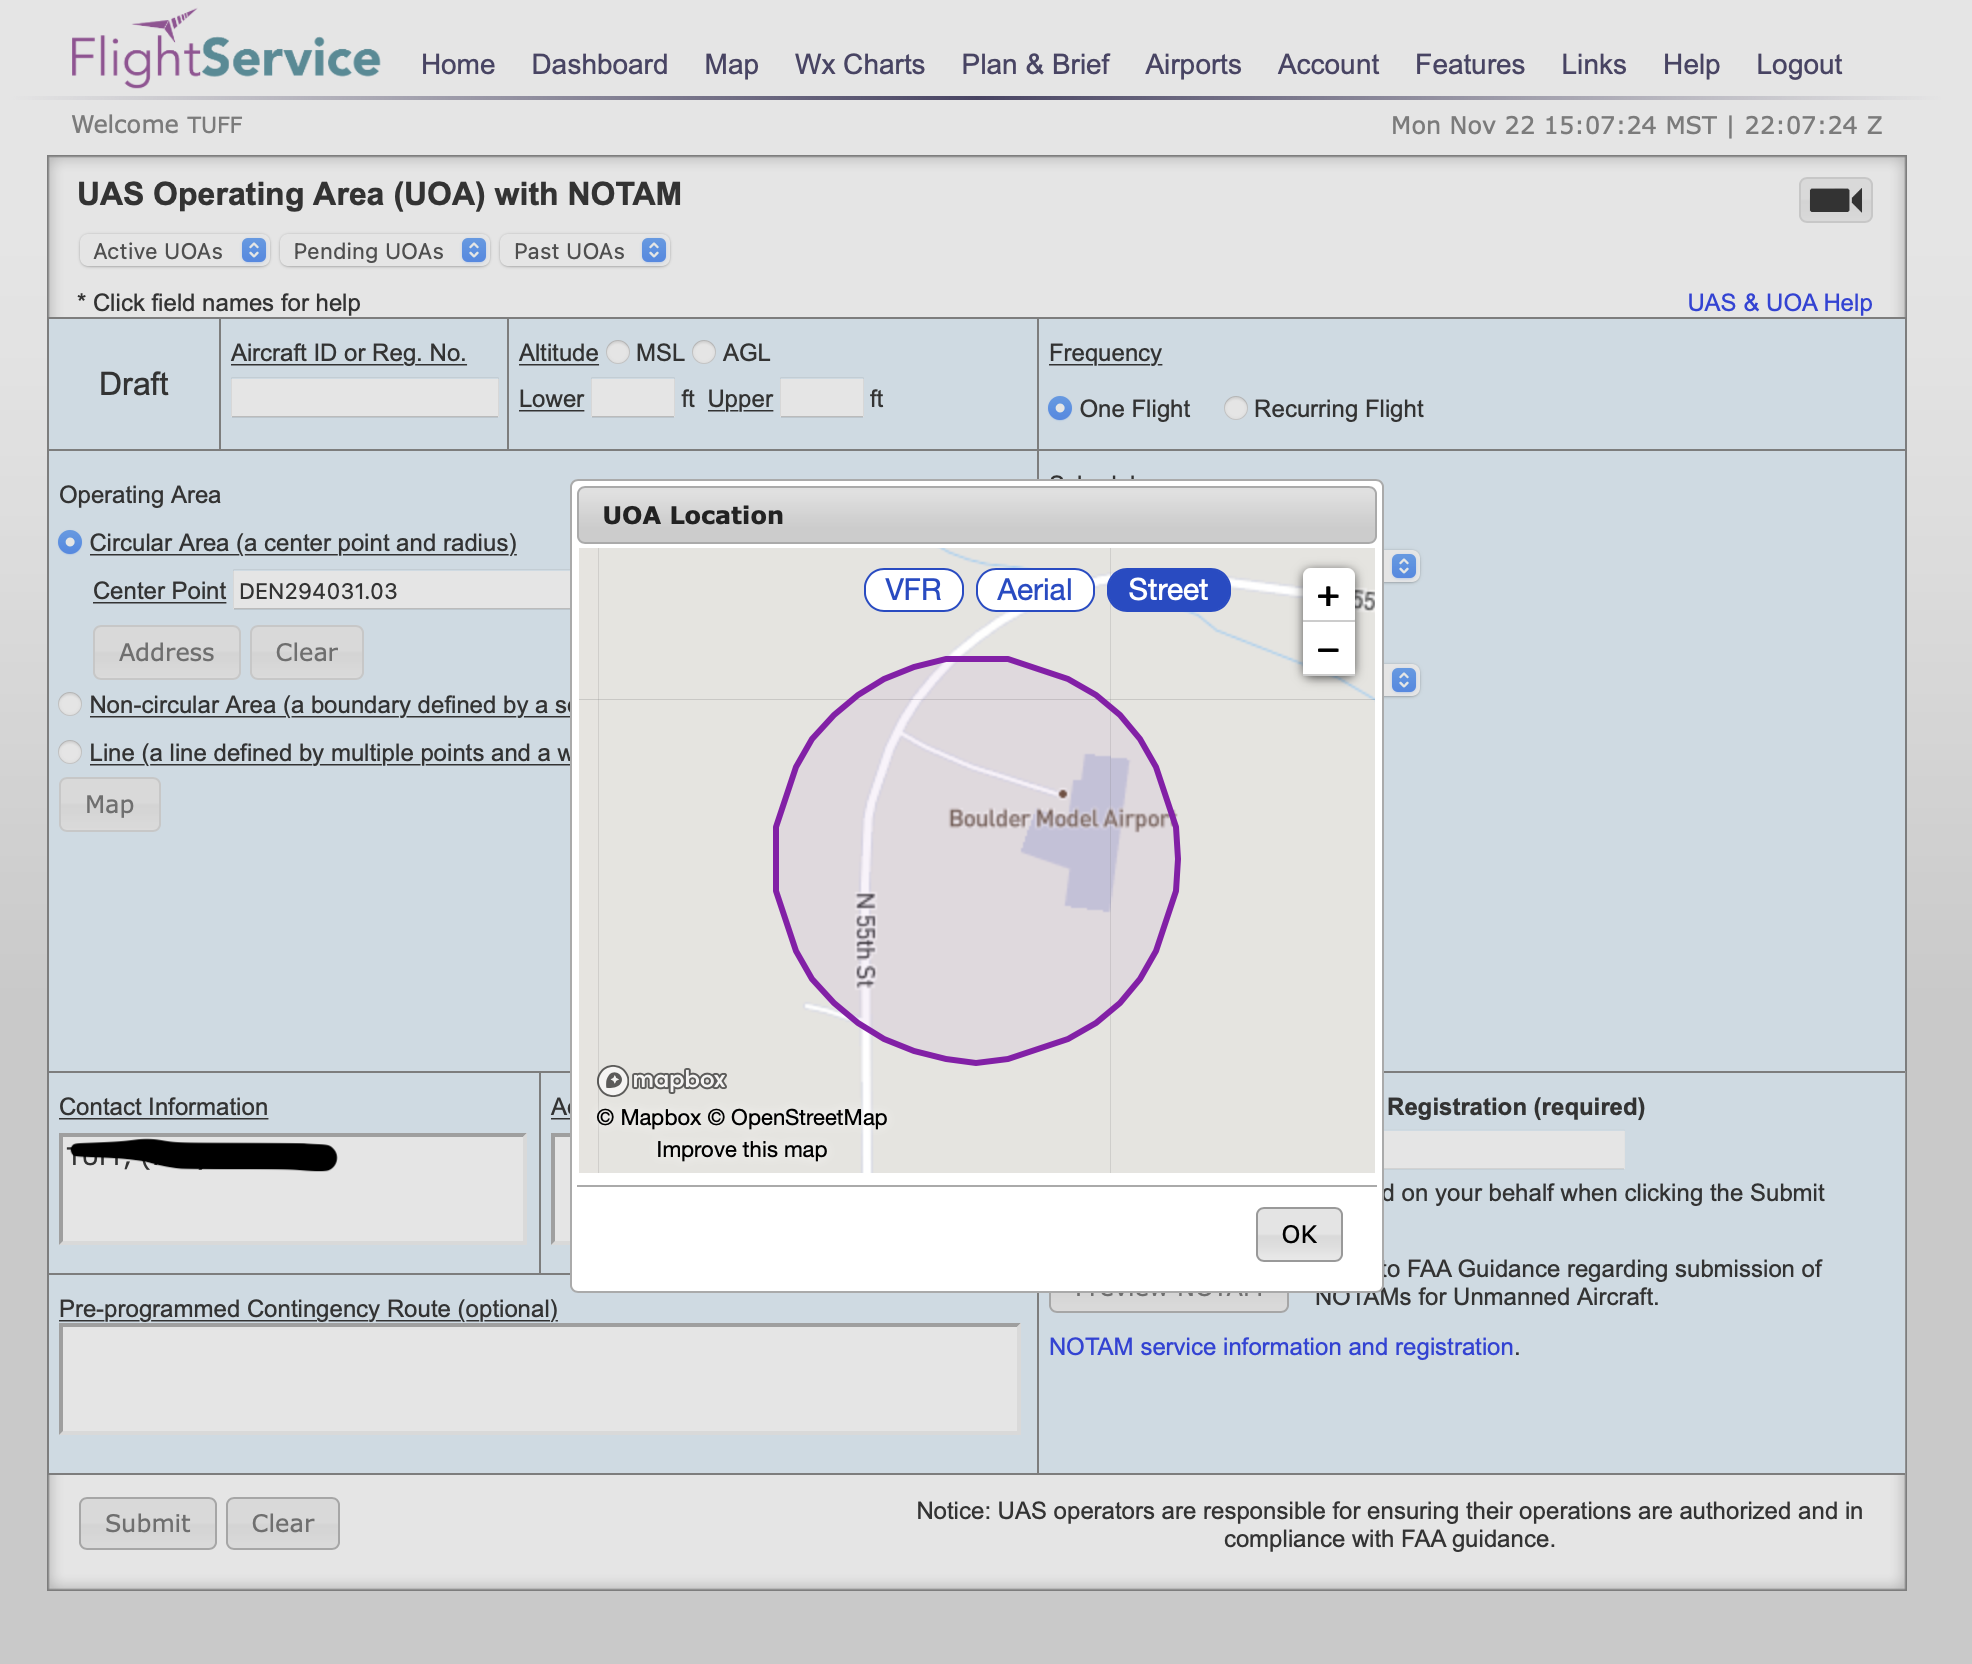 FlightService
Home Dashboard Map Wx Charts Plan & Brief Airports Account Features Links Help Logout
Welcome TUFF
Mon Nov 22 15:07:24 MST | 22:07:24 Z
UAS Operating Area (UOA) with NOTAM
Active UOAs Pending UOAs Past UOAs
* Click field names for help
UAS & UOA Help
Draft
Aircraft ID or Reg. No.
Altitude MSL AGL
Lower ft Upper ft
Frequency
One Flight Recurring Flight
Operating Area
Circular Area (a center point and radius)
Center Point DEN294031.03
Address Clear
Non-circular Area (a boundary defined by a
Line (a line defined by multiple points and a
Map
UOA Location
VFR Aerial Street
+
−
55
Boulder Model Airport
N 55th St
mapbox
© Mapbox © OpenStreetMap
Improve this map
OK
Contact Information
Registration (required)
on your behalf when clicking the Submit
to FAA Guidance regarding submission of
NOTAMs for Unmanned Aircraft.
NOTAM service information and registration.
Pre-programmed Contingency Route (optional)
Submit Clear
Notice: UAS operators are responsible for ensuring their operations are authorized and in
compliance with FAA guidance.